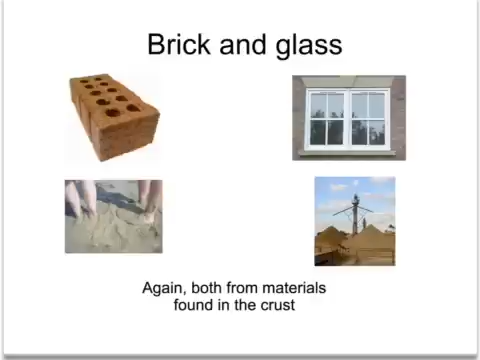 Brick and glass
Again, both from materials
found in the crust